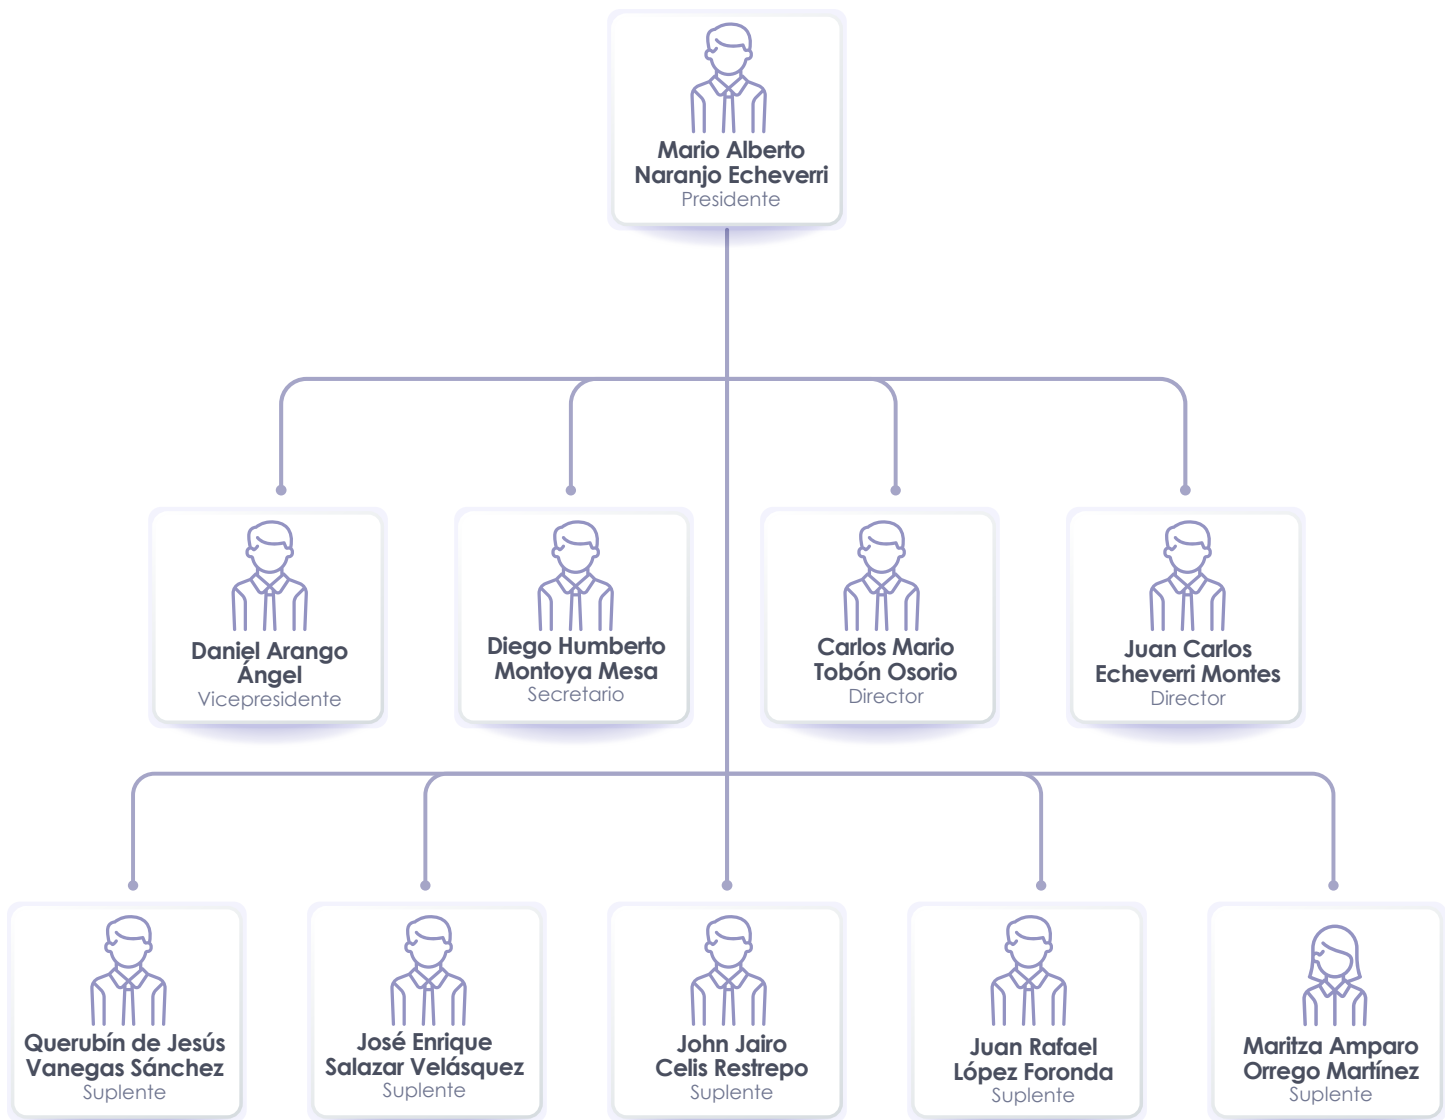 Mario Alberto
Naranjo Echeverri
Presidente
Daniel Arango
Ángel
Vicepresidente
Diego Humberto
Montoya Mesa
Secretario
Carlos Mario
Tobón Osorio
Director
Juan Carlos
Echeverri Montes
Director
Querubín de Jesús
Vanegas Sánchez
Suplente
José Enrique
Salazar Velásquez
Suplente
John Jairo
Celis Restrepo
Suplente
Juan Rafael
López Foronda
Suplente
Maritza Amparo
Orrego Martínez
Suplente